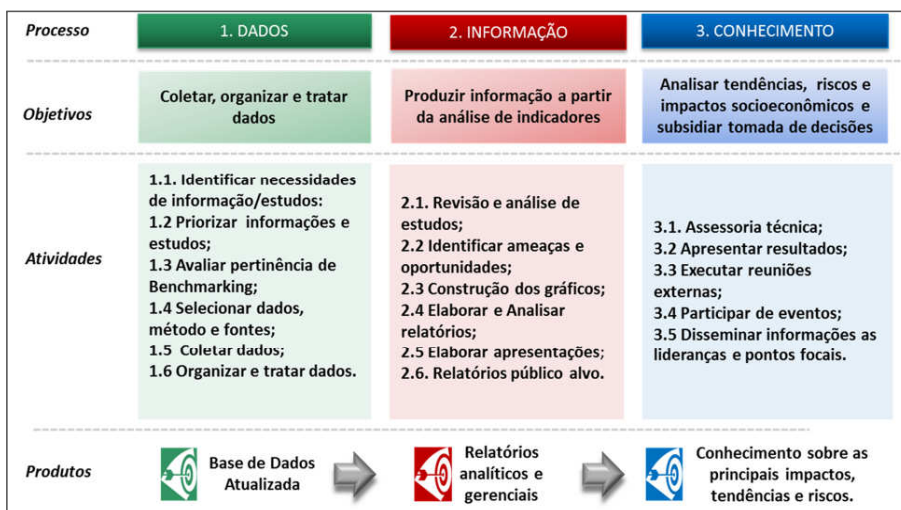 Processo
1. DADOS
2. INFORMAÇÃO
3. CONHECIMENTO
Objetivos
Coletar, organizar e tratar
dados
Produzir informação a partir
da análise de indicadores
Analisar tendências, riscos e
impactos socioeconômicos e
subsidiar tomada de decisões
Atividades
1.1. Identificar necessidades
de informação/estudos:
1.2 Priorizar informações e
estudos;
1.3 Avaliar pertinência de
Benchmarking;
1.4 Selecionar dados,
método e fontes;
1.5 Coletar dados;
1.6 Organizar e tratar dados.
2.1. Revisão e análise de
estudos;
2.2 Identificar ameaças e
oportunidades;
2.3 Construção dos gráficos;
2.4 Elaborar e Analisar
relatórios;
2.5 Elaborar apresentações;
2.6. Relatórios público alvo.
3.1. Assessoria técnica;
3.2 Apresentar resultados;
3.3 Executar reuniões
externas;
3.4 Participar de eventos;
3.5 Disseminar informações as
lideranças e pontos focais.
Produtos
Base de Dados
Atualizada
Relatórios
analíticos e
gerenciais
Conhecimento sobre as
principais impactos,
tendências e riscos.